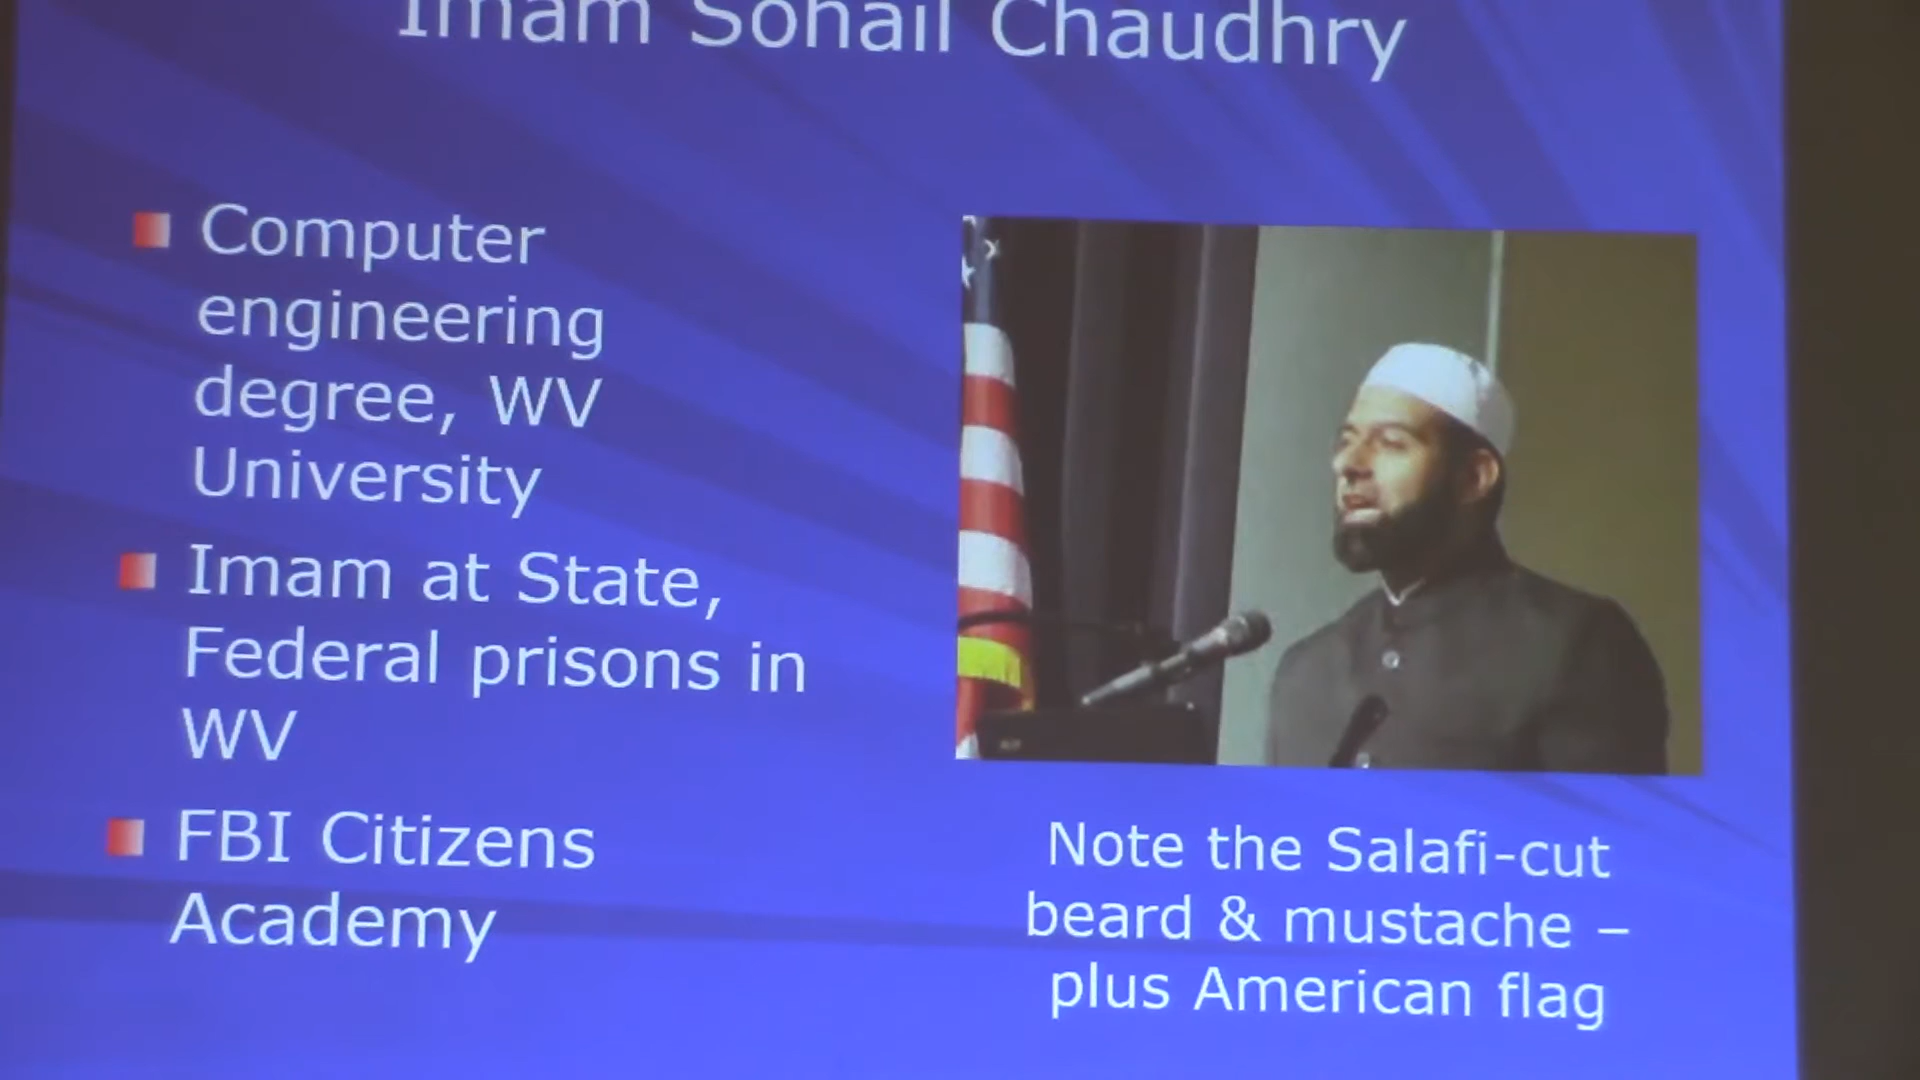 Imam Sohail Chaudhry
Computer
engineering
degree, WV
University
Imam at State,
Federal prisons in
WV
FBI Citizens
Academy
Note the Salafi-cut
beard & mustache –
plus American flag